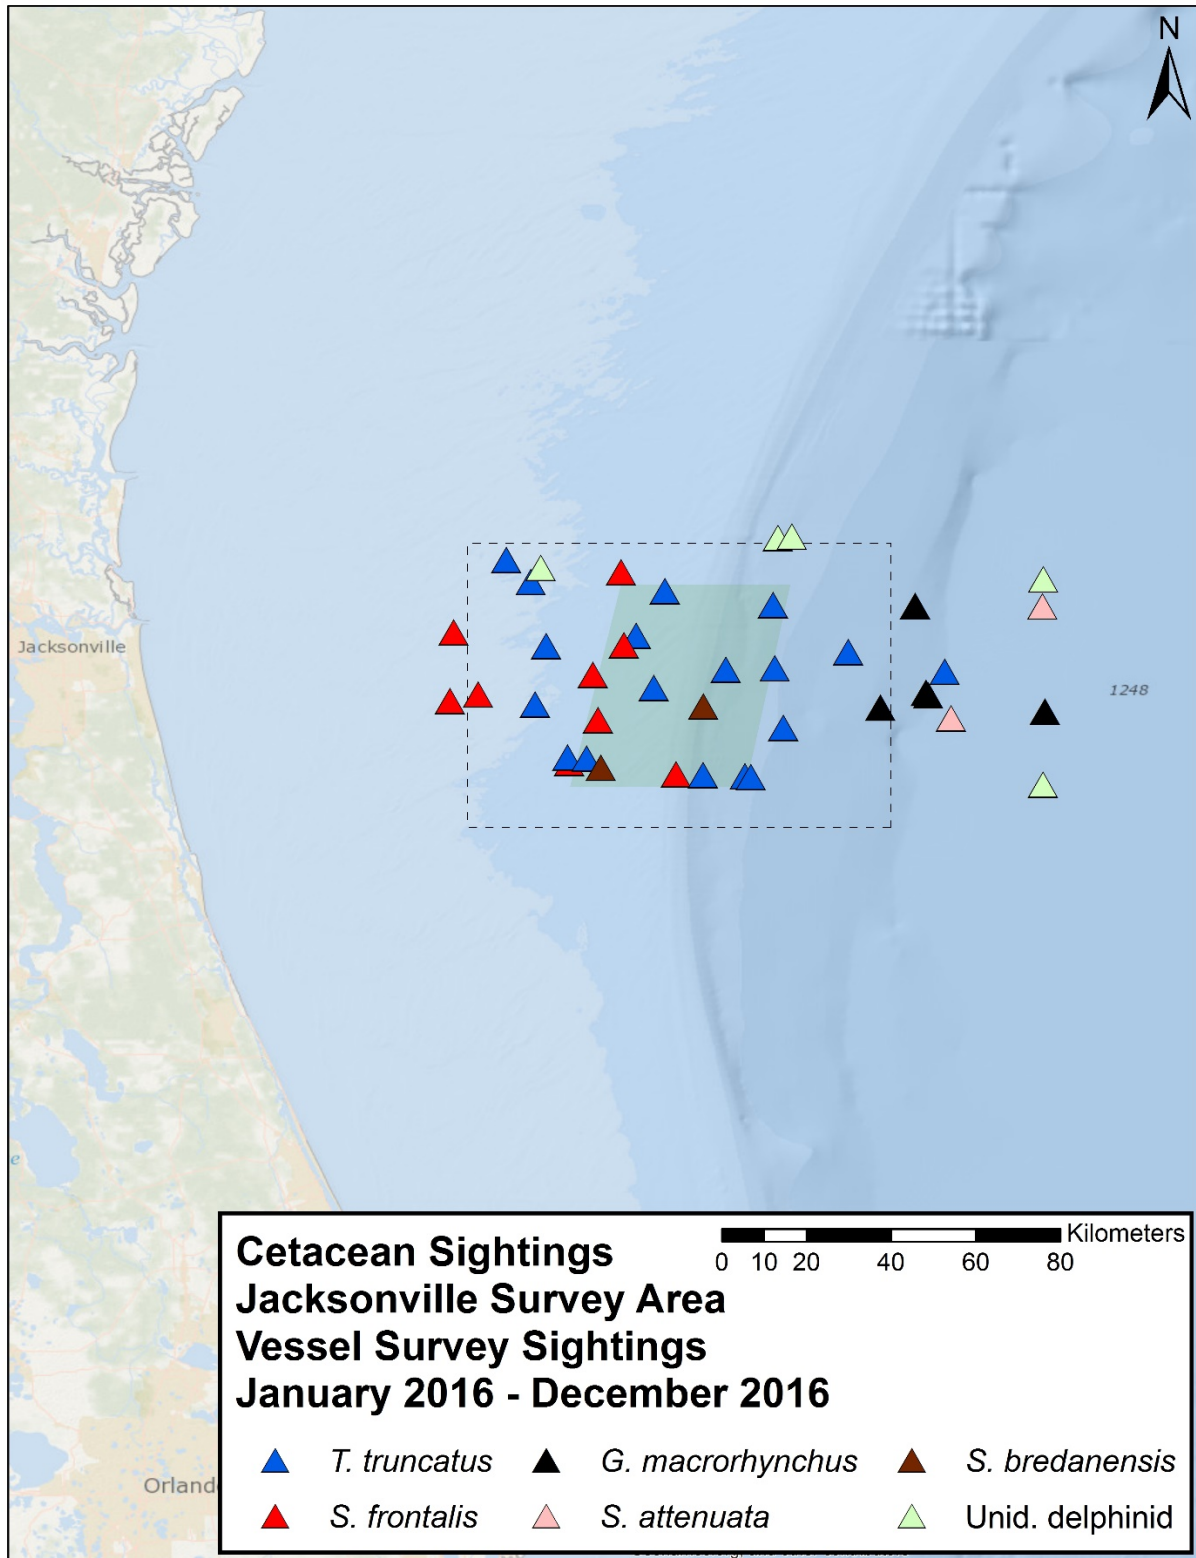 N
Jacksonville
1248
e
Orland
Cetacean Sightings
Jacksonville Survey Area
Vessel Survey Sightings
January 2016 - December 2016
Kilometers
0 10 20 40 60 80
T. truncatus
G. macrorhynchus
S. bredanensis
S. frontalis
S. attenuata
Unid. delphinid